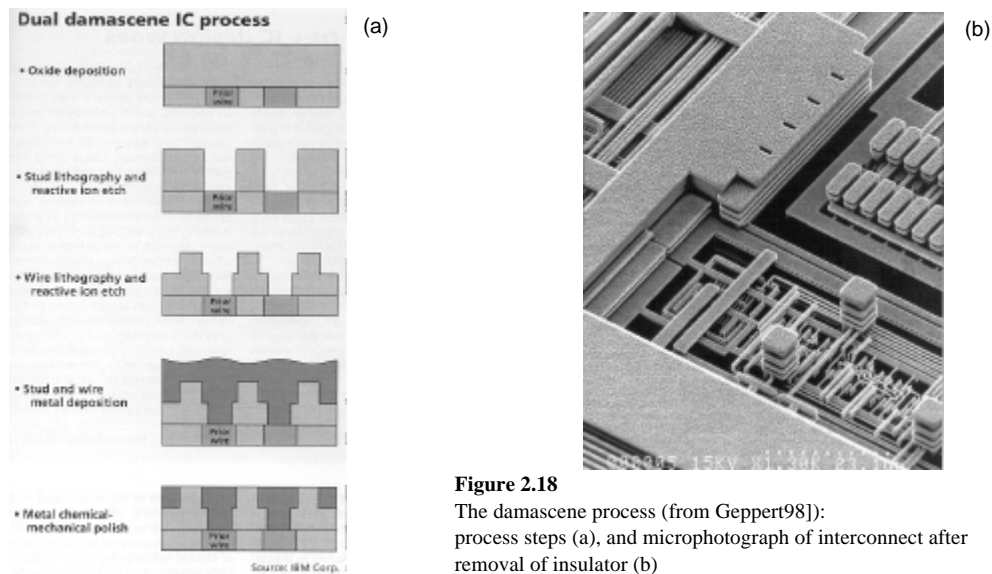 Dual damascene IC process
(a)
• Oxide deposition
Prior
wire
• Stud lithography and
reactive ion etch
Prior
wire
• Wire lithography and
reactive ion etch
Prior
wire
• Stud and wire
metal deposition
Prior
wire
• Metal chemical-
mechanical polish
Prior
wire
Source: IBM Corp.
(b)
15KV
Figure 2.18
The damascene process (from Geppert98]):
process steps (a), and microphotograph of interconnect after
removal of insulator (b)